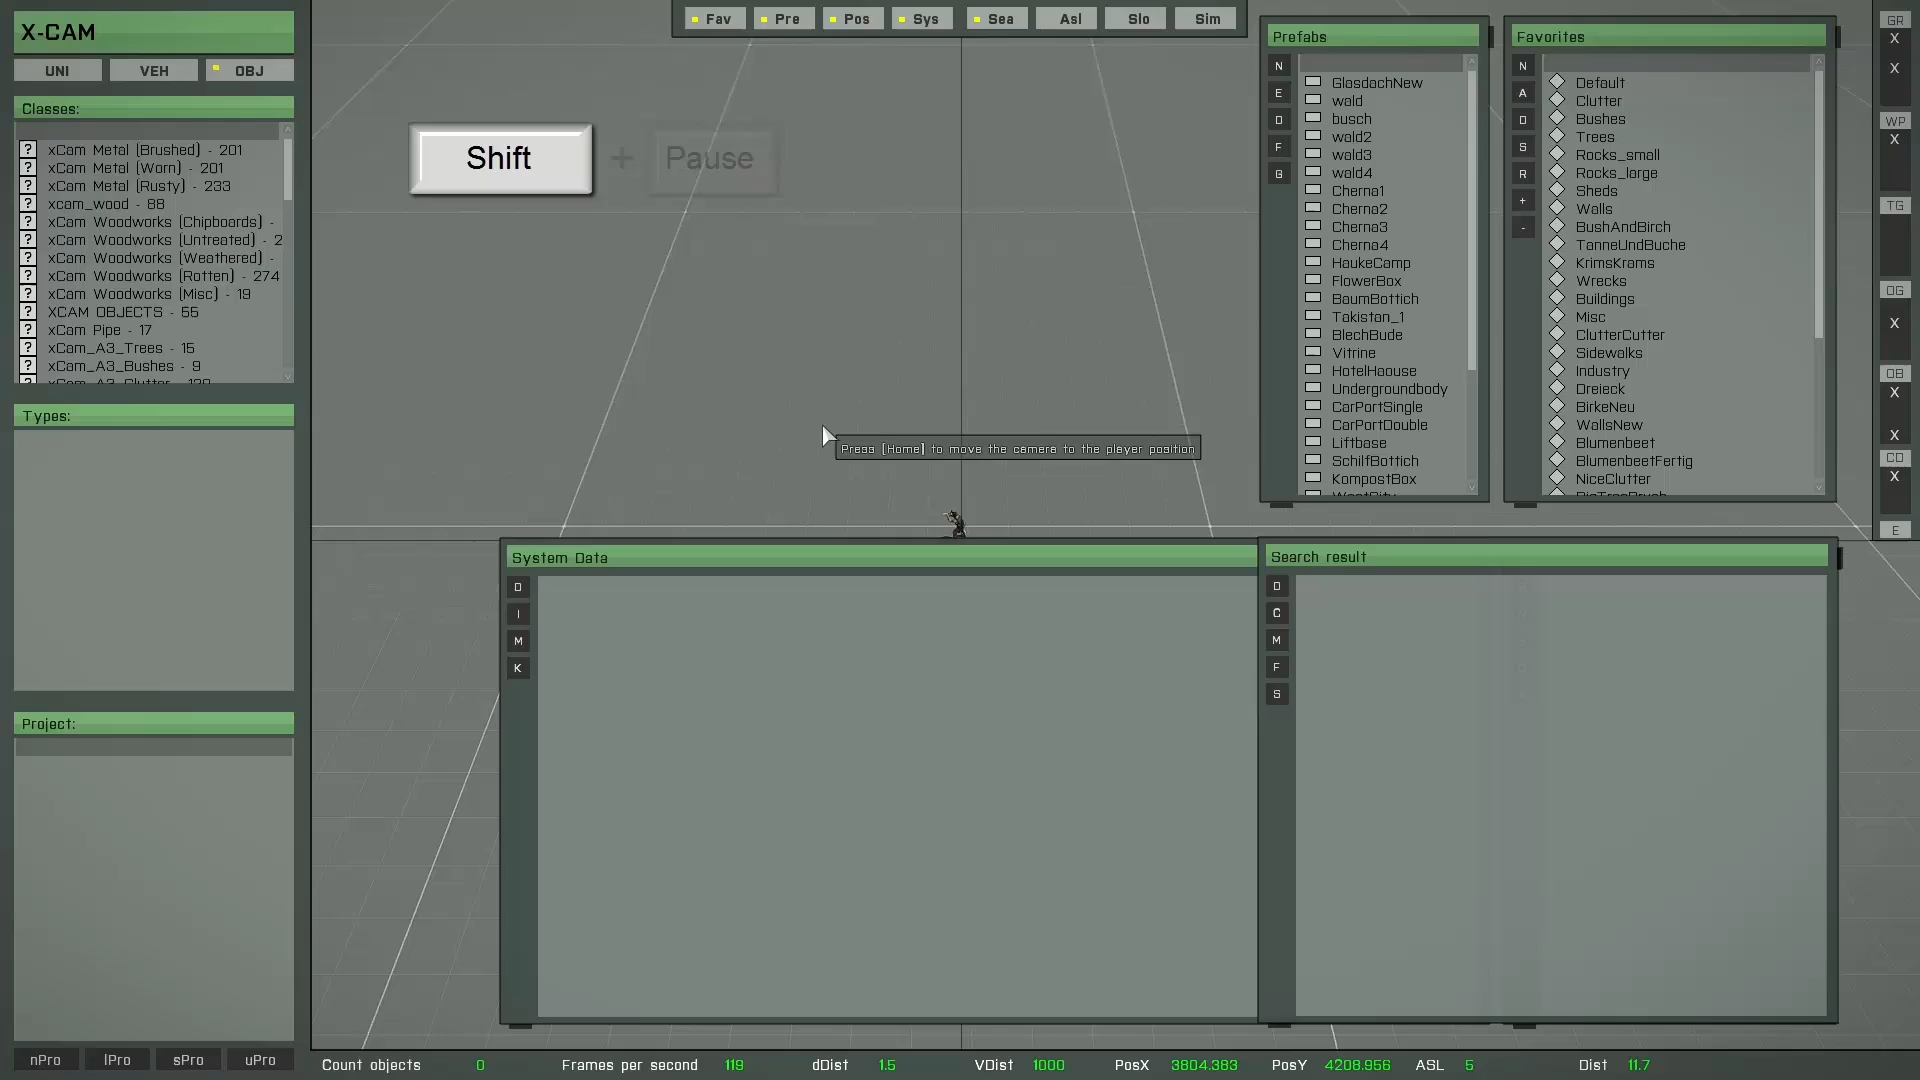 X-CAM
UNI VEH OBJ
Classes:
xCam Metal (Brushed) - 201
xCam Metal (Worn) - 201
xCam Metal (Rusty) - 233
xcam_wood - 88
xCam Woodworks (Chipboards) -
xCam Woodworks (Untreated) - 2
xCam Woodworks (Weathered) -
xCam Woodworks (Rotten) - 274
xCam Woodworks (Misc) - 19
XCAM OBJECTS - 55
xCam Pipe - 17
xCam_A3_Trees - 15
xCam_A3_Bushes - 9
Types:
Project:
nPro lPro sPro uPro
Fav Pre Pos Sys Sea Asl Slo Sim
Shift + Pause
Press [Home] to move the camera to the player position
Prefabs
N
E
D
F
G
GlasdachNew
wald
busch
wald2
wald3
wald4
Cherna1
Cherna2
Cherna3
Cherna4
HaukeCamp
FlowerBox
BaumBottich
Takistan_1
BlechBude
Vitrine
HotelHaouse
Undergroundbody
CarPortSingle
CarPortDouble
Liftbase
SchilfBottich
KompostBox
Favorites
N
A
D
S
R
+
-
Default
Clutter
Bushes
Trees
Rocks_small
Rocks_large
Sheds
Walls
BushAndBirch
TanneUndBuche
KrimsKrams
Wrecks
Buildings
Misc
ClutterCutter
Sidewalks
Industry
Dreieck
BirkeNeu
WallsNew
Blumenbeet
BlumenbeetFertig
NiceClutter
GR
X
X
WP
X
TG
OG
X
OB
X
X
CD
X
E
System Data
D
I
M
K
Search result
D
C
M
F
S
Count objects 0 Frames per second 119 dDist 1.5 VDist 1000 PosX 3804.383 PosY 4208.956 ASL 5 Dist 11.7